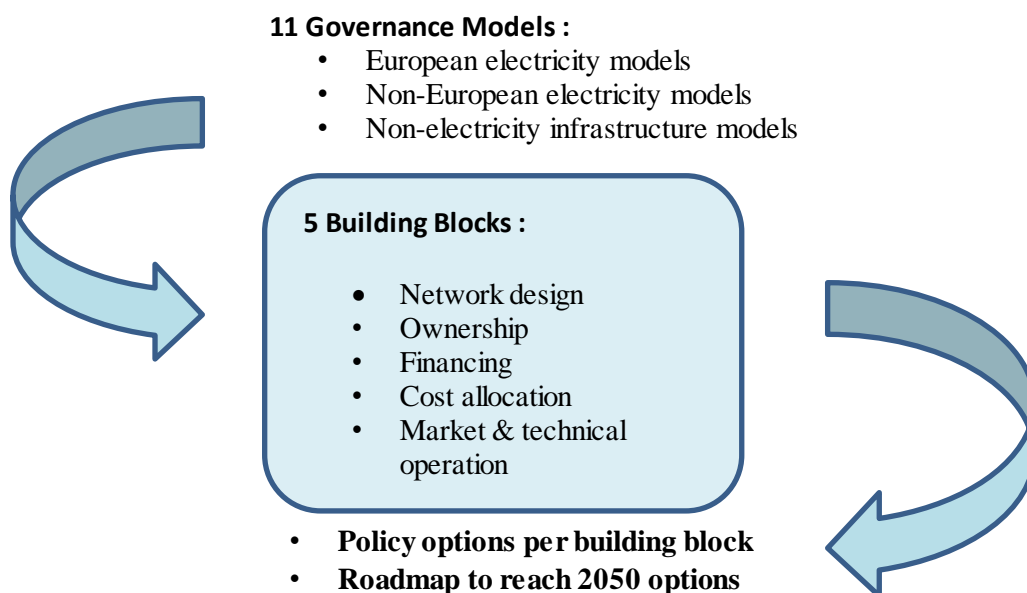 11 Governance Models :
• European electricity models
• Non-European electricity models
• Non-electricity infrastructure models
5 Building Blocks :
• Network design
• Ownership
• Financing
• Cost allocation
• Market & technical
operation
• Policy options per building block
• Roadmap to reach 2050 options